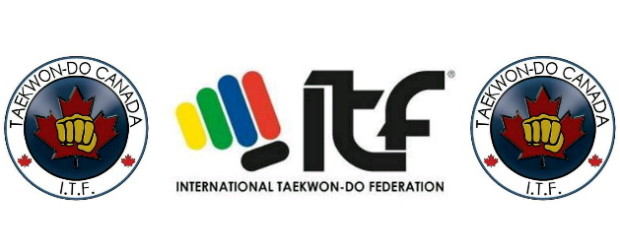 TAEKWON-DO CANADA
I.T.F.
itf®
INTERNATIONAL TAEKWON-DO FEDERATION
TAEKWON-DO CANADA
I.T.F.